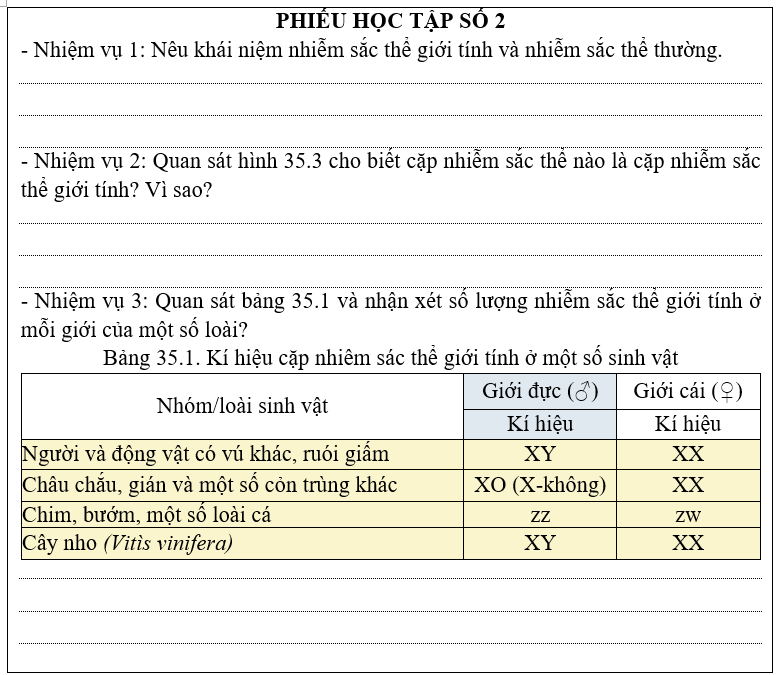 PHIẾU HỌC TẬP SỐ 2
- Nhiệm vụ 1: Nêu khái niệm nhiễm sắc thể giới tính và nhiễm sắc thể thường.
- Nhiệm vụ 2: Quan sát hình 35.3 cho biết cặp nhiễm sắc thể nào là cặp nhiễm sắc
thể giới tính? Vì sao?
- Nhiệm vụ 3: Quan sát bảng 35.1 và nhận xét số lượng nhiễm sắc thể giới tính ở
mỗi giới của một số loài?
Bảng 35.1. Kí hiệu cặp nhiêm sác thể giới tính ở một số sinh vật
Nhóm/loài sinh vật
Giới đực (♂)
Giới cái (♀)
Kí hiệu
Kí hiệu
Người và động vật có vú khác, ruói giấm
XY
XX
Châu chắu, gián và một số cỏn trùng khác
XO (X-không)
XX
Chim, bướm, một số loài cá
zz
zw
Cây nho (Vitìs vinifera)
XY
XX